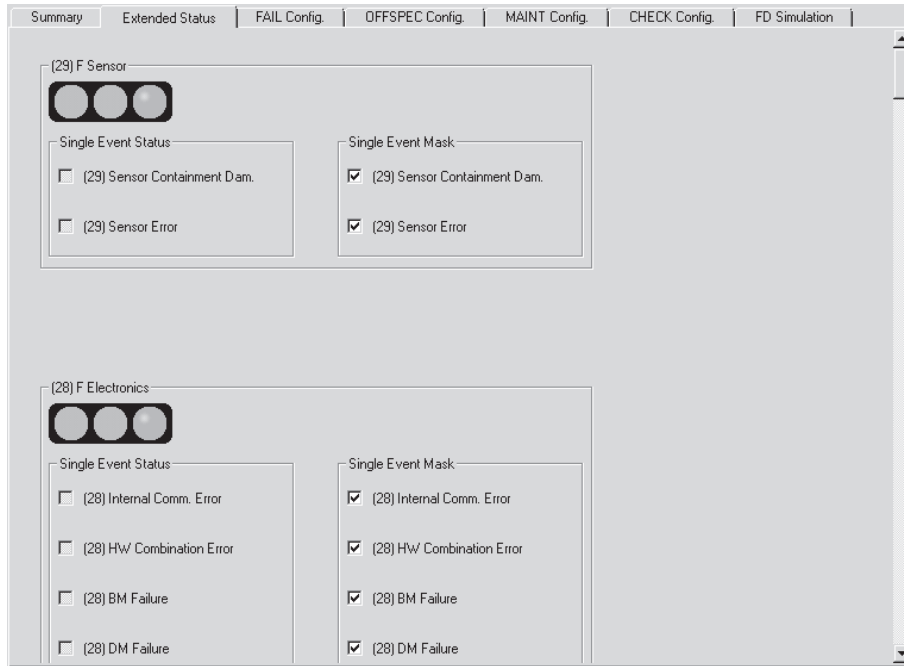 Summary
Extended Status
FAIL Config.
OFFSPEC Config.
MAINT Config.
CHECK Config.
FD Simulation
(29) F Sensor
Single Event Status
(29) Sensor Containment Dam.
(29) Sensor Error
Single Event Mask
(29) Sensor Containment Dam.
(29) Sensor Error
(28) F Electronics
Single Event Status
(28) Internal Comm. Error
(28) HW Combination Error
(28) BM Failure
(28) DM Failure
Single Event Mask
(28) Internal Comm. Error
(28) HW Combination Error
(28) BM Failure
(28) DM Failure